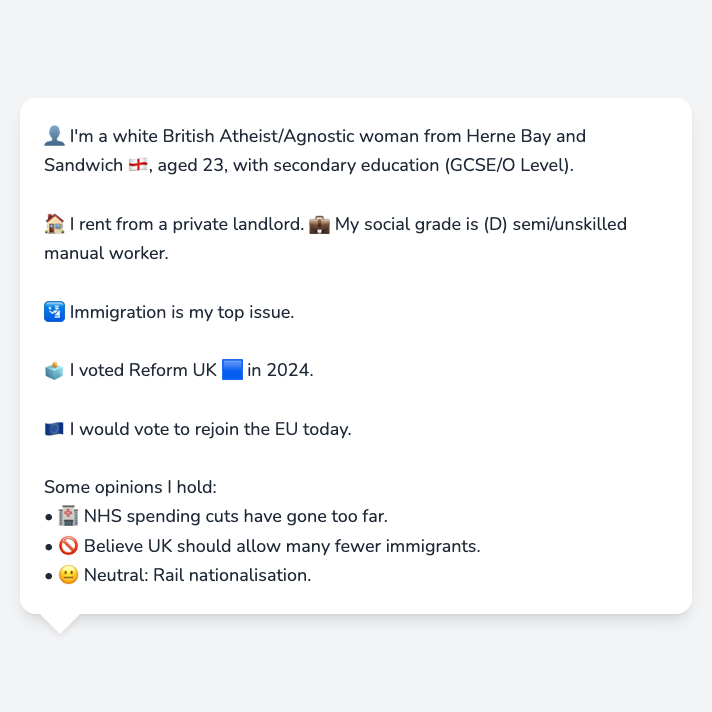 👤 I'm a white British Atheist/Agnostic woman from Herne Bay and
Sandwich 🏴󠁧󠁢󠁥󠁮󠁧󠁿, aged 23, with secondary education (GCSE/O Level).
🏠 I rent from a private landlord. 💼 My social grade is (D) semi/unskilled
manual worker.
🛂 Immigration is my top issue.
🗳️ I voted Reform UK 🟦 in 2024.
🇪🇺 I would vote to rejoin the EU today.
Some opinions I hold:
• 🏥 NHS spending cuts have gone too far.
• 🚫 Believe UK should allow many fewer immigrants.
• 😐 Neutral: Rail nationalisation.